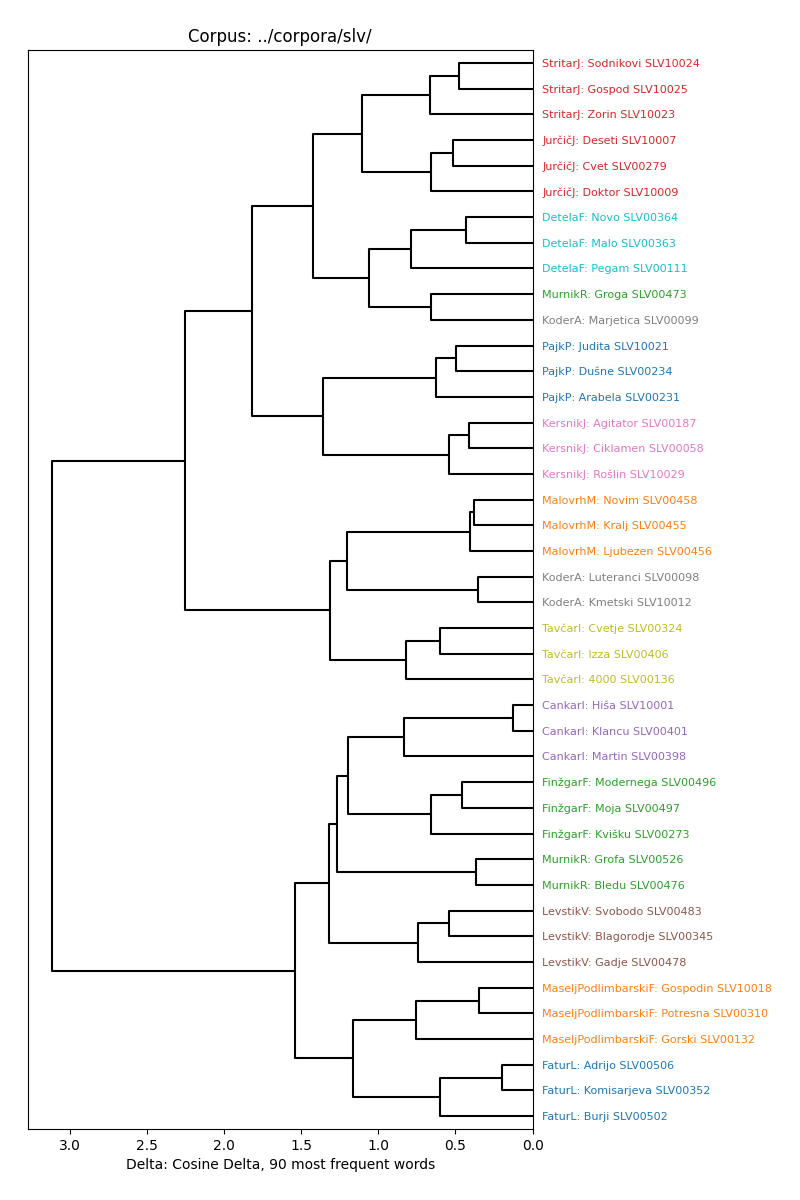 Corpus: ../corpora/slv/
StritarJ: Sodnikovi SLV10024
StritarJ: Gospod SLV10025
StritarJ: Zorin SLV10023
JurčičJ: Deseti SLV10007
JurčičJ: Cvet SLV00279
JurčičJ: Doktor SLV10009
DetelaF: Novo SLV00364
DetelaF: Malo SLV00363
DetelaF: Pegam SLV00111
MurnikR: Groga SLV00473
KoderA: Marjetica SLV00099
PajkP: Judita SLV10021
PajkP: Dušne SLV00234
PajkP: Arabela SLV00231
KersnikJ: Agitator SLV00187
KersnikJ: Ciklamen SLV00058
KersnikJ: Rošlin SLV10029
MalovrhM: Novim SLV00458
MalovrhM: Kralj SLV00455
MalovrhM: Ljubezen SLV00456
KoderA: Luteranci SLV00098
KoderA: Kmetski SLV10012
TavčarI: Cvetje SLV00324
TavčarI: Izza SLV00406
TavčarI: 4000 SLV00136
CankarI: Hiša SLV10001
CankarI: Klancu SLV00401
CankarI: Martin SLV00398
FinžgarF: Modernega SLV00496
FinžgarF: Moja SLV00497
FinžgarF: Kvišku SLV00273
MurnikR: Grofa SLV00526
MurnikR: Bledu SLV00476
LevstikV: Svobodo SLV00483
LevstikV: Blagorodje SLV00345
LevstikV: Gadje SLV00478
MaseljPodlimbarskiF: Gospodin SLV10018
MaseljPodlimbarskiF: Potresna SLV00310
MaseljPodlimbarskiF: Gorski SLV00132
FaturL: Adrijo SLV00506
FaturL: Komisarjeva SLV00352
FaturL: Burji SLV00502
3.0 2.5 2.0 1.5 1.0 0.5 0.0
Delta: Cosine Delta, 90 most frequent words